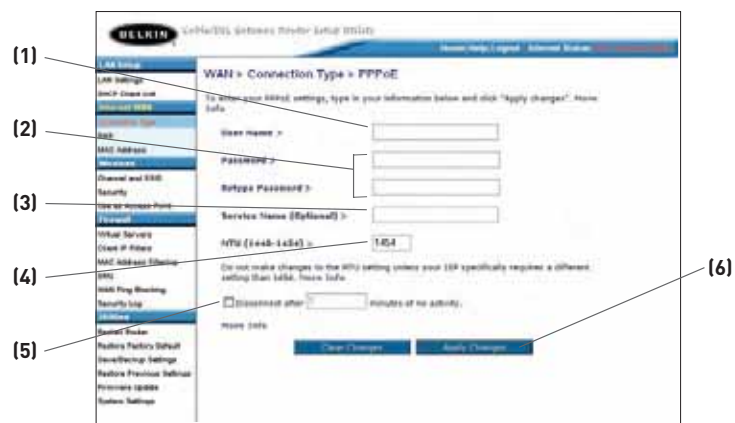 BELKIN Cable/DSL Gateway Router Setup Utility
Home|Help|Logout Internet Status:
(1)
LAN Setup
LAN Settings
DHCP Client List
Internet WAN
Connection Type
DNS
MAC Address
Wireless
Channel and SSID
Security
Use as Access Point
Firewall
Virtual Servers
Client IP Filters
MAC Address Filtering
DMZ
WAN Ping Blocking
Security Log
Utilities
Restart Router
Restore Factory Default
Save/Backup Settings
Restore Previous Settings
Firmware Update
System Settings
WAN > Connection Type > PPPoE
To enter your PPPoE settings, type in your information below and click "Apply changes". More
Info
User Name >
(2)
Password >
Retype Password >
(3)
Service Name (Optional) >
MTU (1440-1454) > 1454
(4)
Do not make changes to the MTU setting unless your ISP specifically requires a different
setting than 1454. More Info
(5)
Disconnect after minutes of no activity.
(6)
More Info
Clear Changes Apply Changes